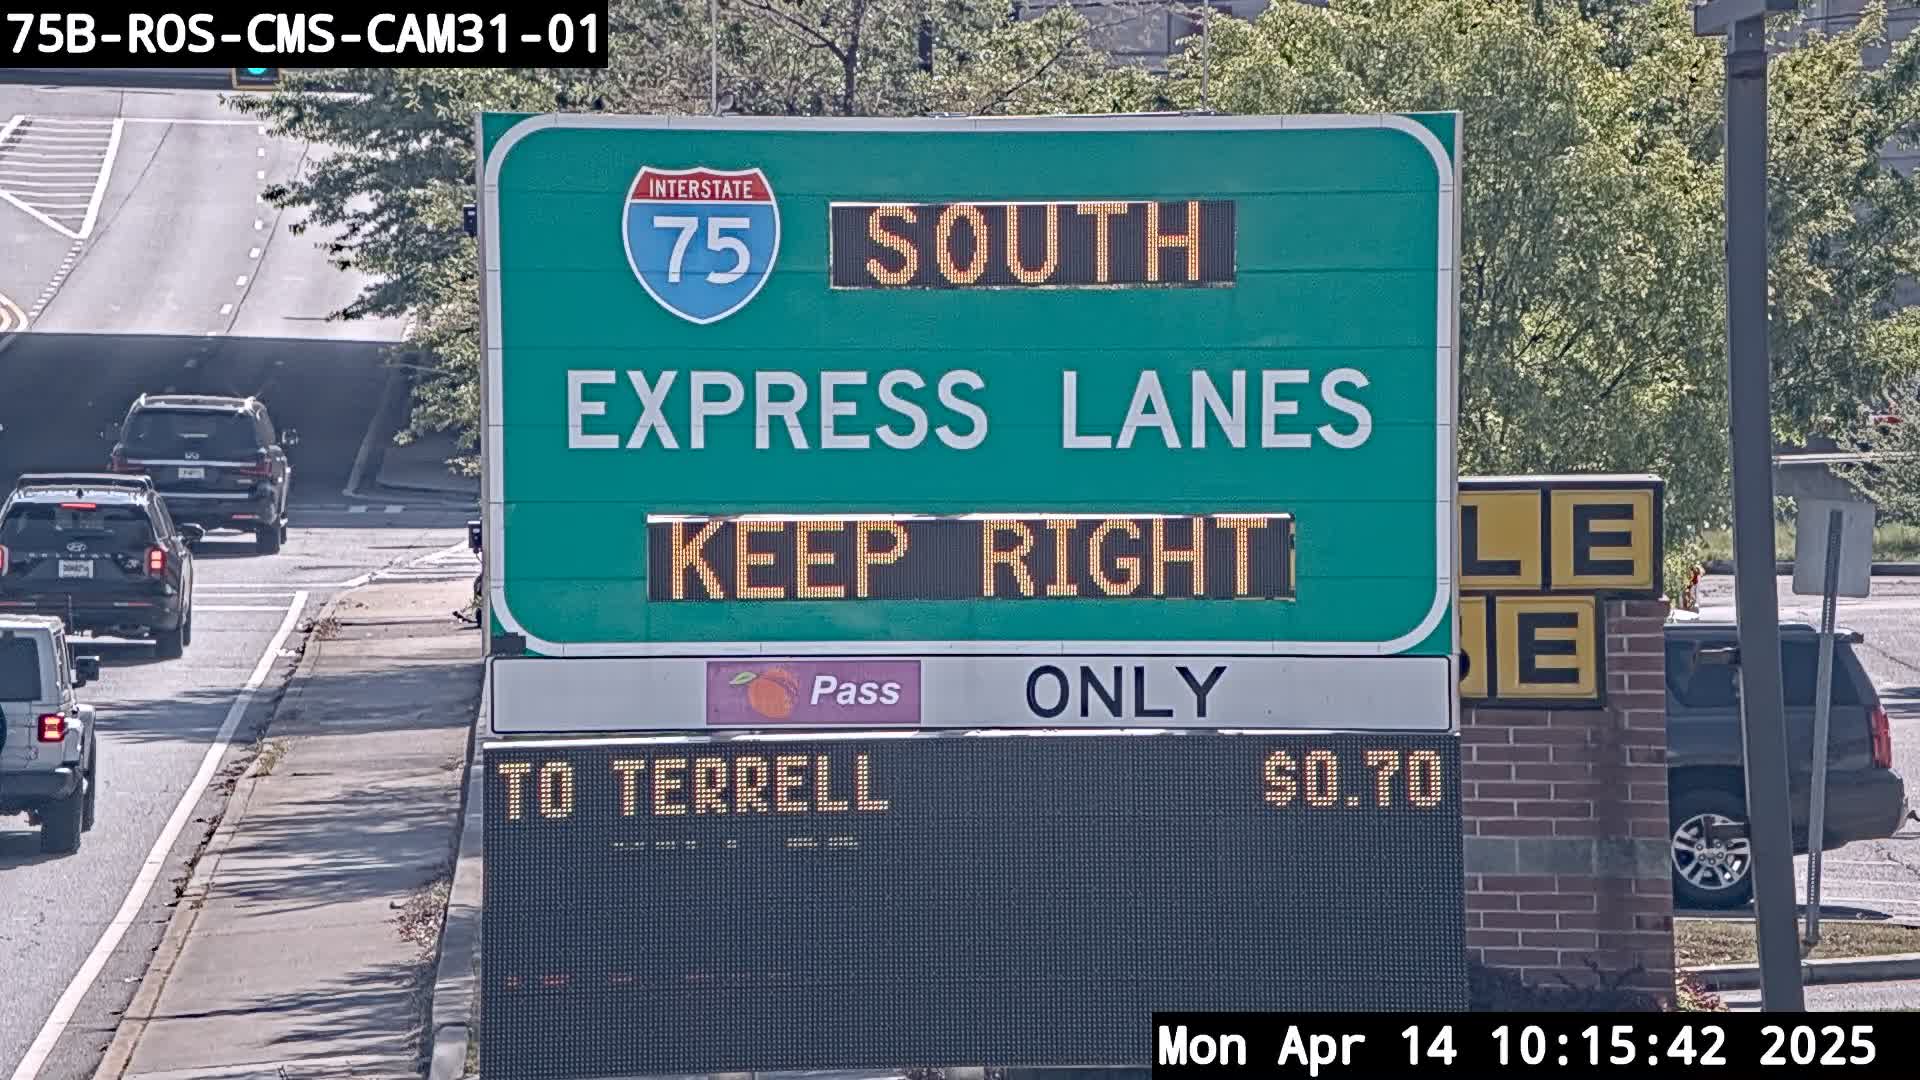 75B-ROS-CMS-CAM31-01
INTERSTATE
75
SOUTH
EXPRESS LANES
KEEP RIGHT
Pass
ONLY
TO TERRELL $0.70
LE
E
Mon Apr 14 10:15:42 2025